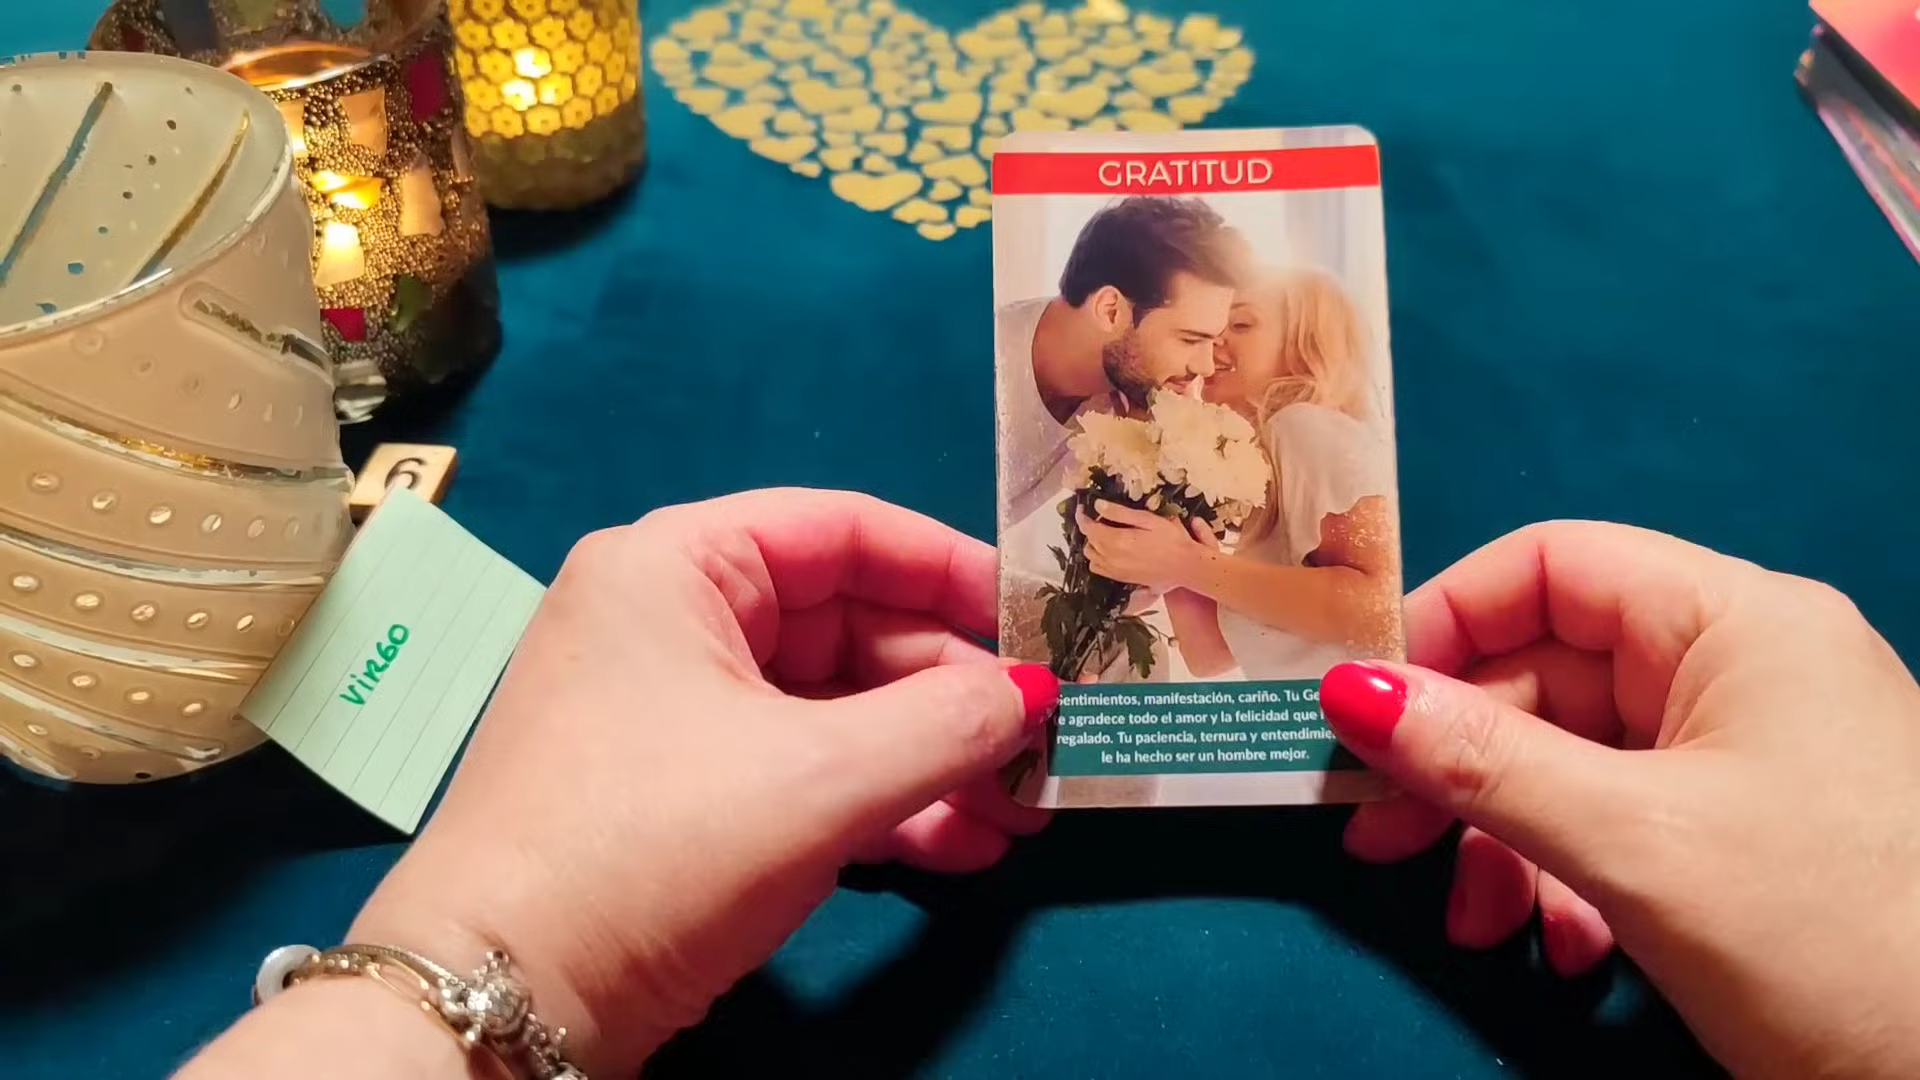 GRATITUD
Sentimientos, manifestación, cariño. Tu
agradece todo el amor y la felicidad que
regalado. Tu paciencia, ternura y
le ha hecho ser un hombre mejor.
6
VIRGO